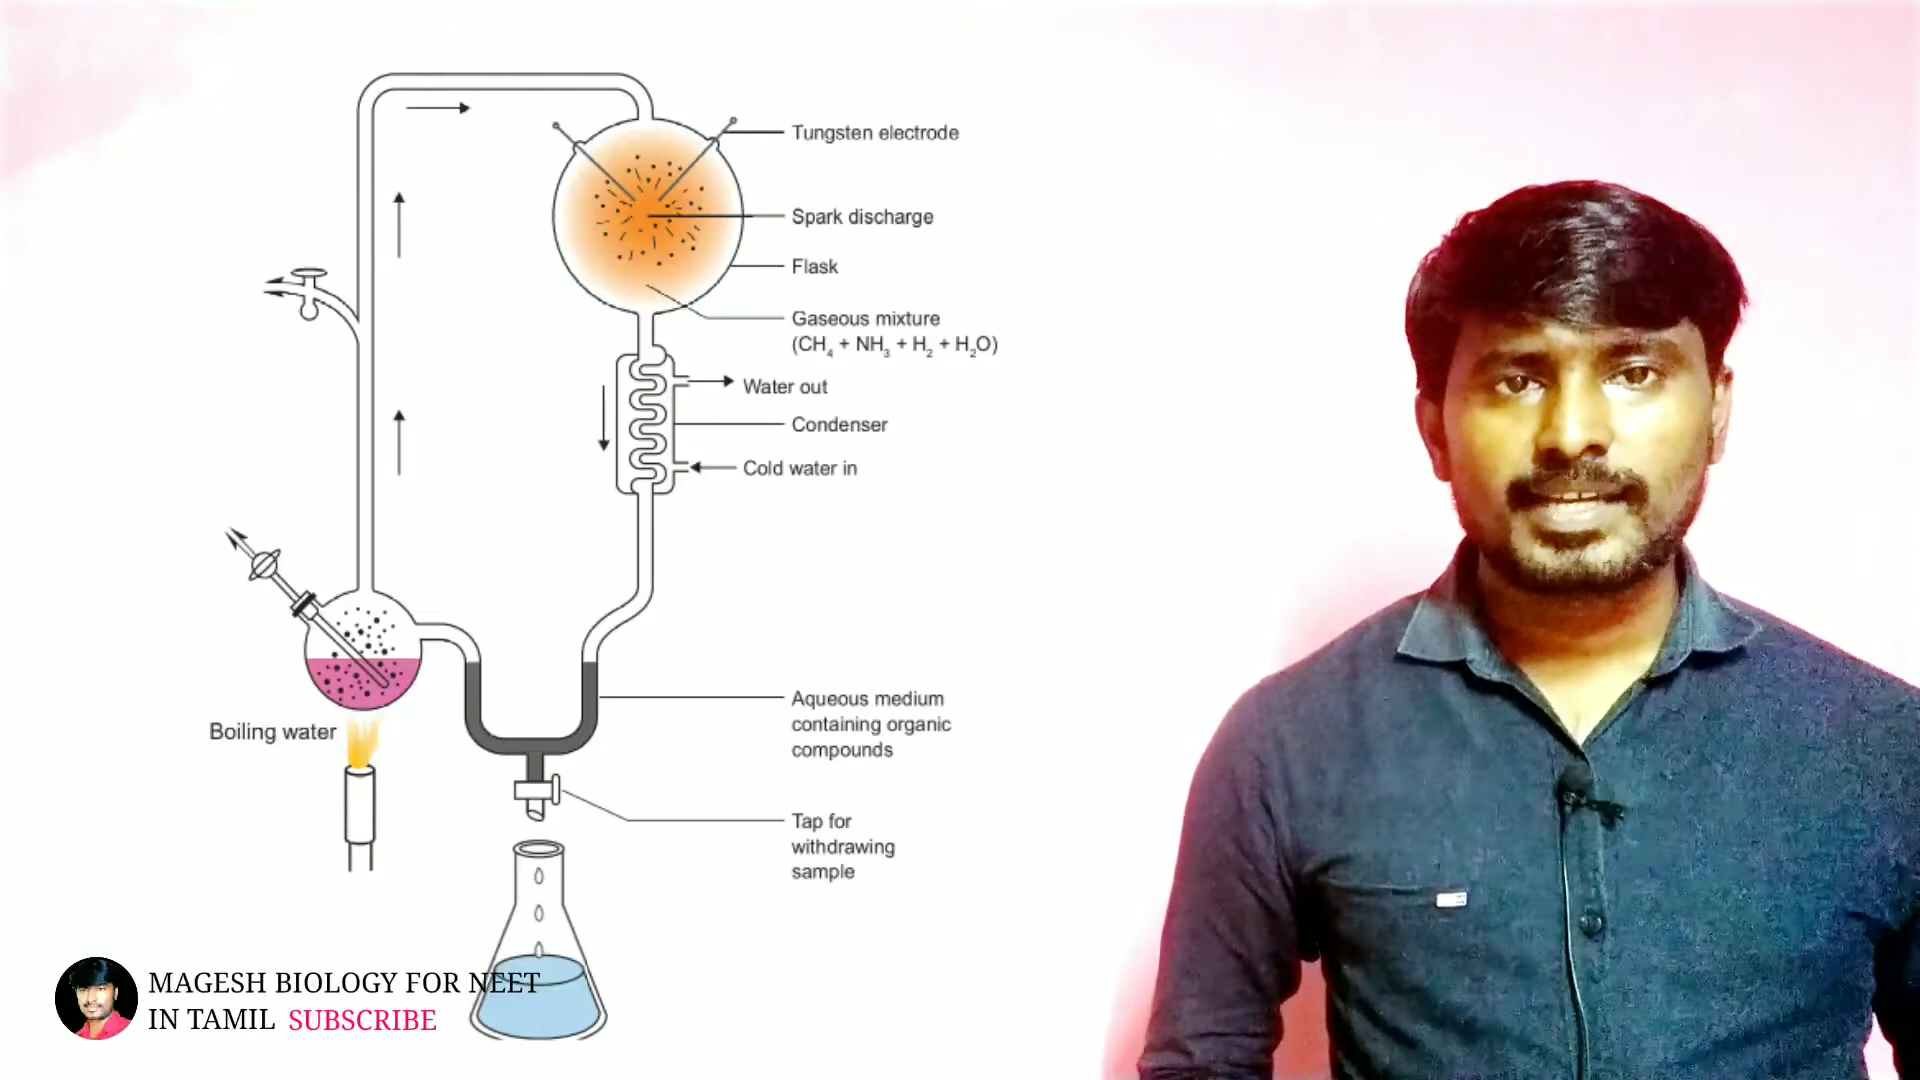 Tungsten electrode
Spark discharge
Flask
Gaseous mixture
(CH₄ + NH₃ + H₂ + H₂O)
Water out
Condenser
Cold water in
Aqueous medium
containing organic
compounds
Boiling water
Tap for
withdrawing
sample
MAGESH BIOLOGY FOR NEET
IN TAMIL SUBSCRIBE